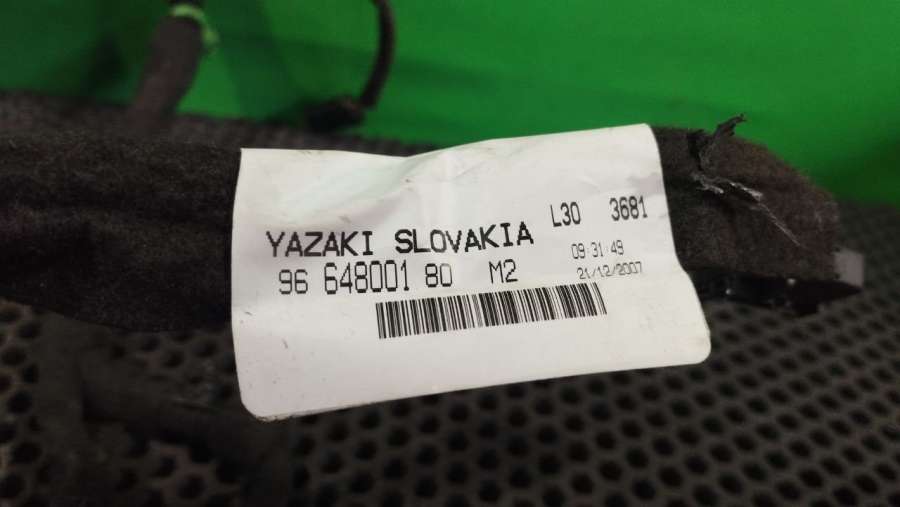 YAZAKI SLOVAKIA L30 3681
09:31:49
96 648001 80 M2 21/12/2007